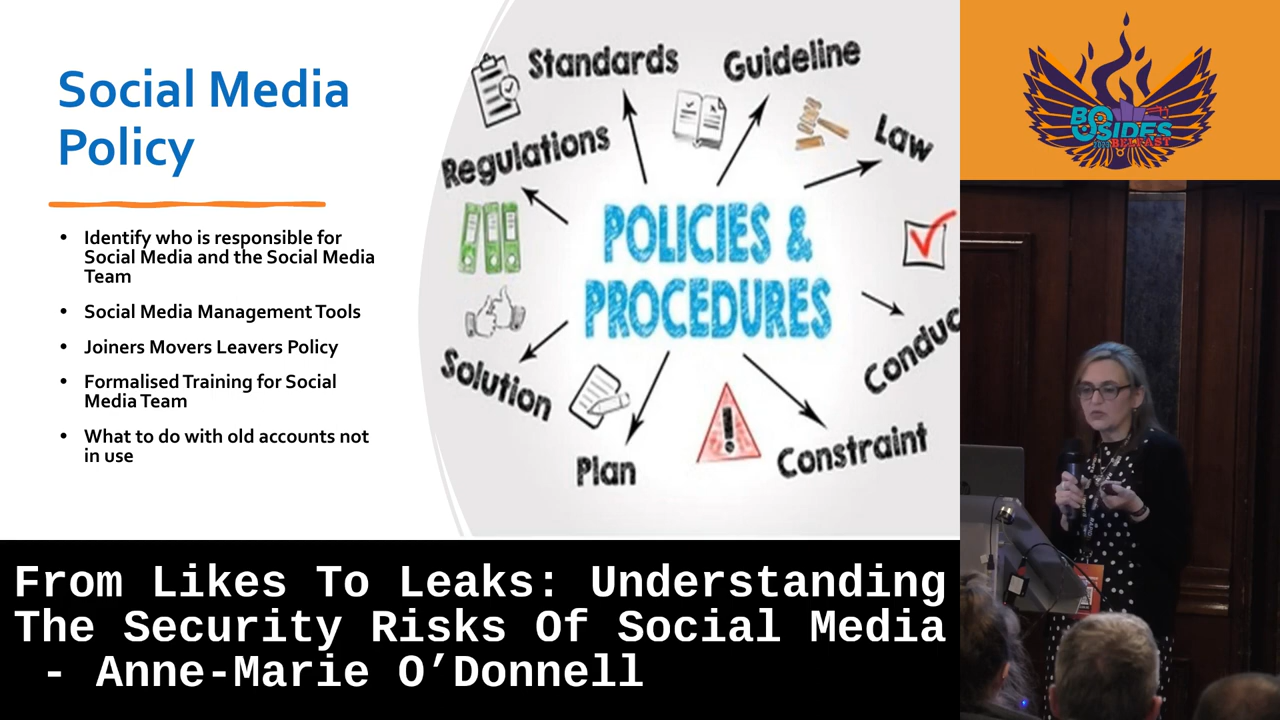 Social Media
Policy
• Identify who is responsible for
Social Media and the Social Media
Team
• Social Media Management Tools
• Joiners Movers Leavers Policy
• Formalised Training for Social
Media Team
• What to do with old accounts not
in use
Standards
Guideline
Law
Regulations
POLICIES &
PROCEDURES
Conduc
Solution
Plan
Constraint
BSIDES
BELFAST
From Likes To Leaks: Understanding
The Security Risks Of Social Media
- Anne-Marie O’Donnell